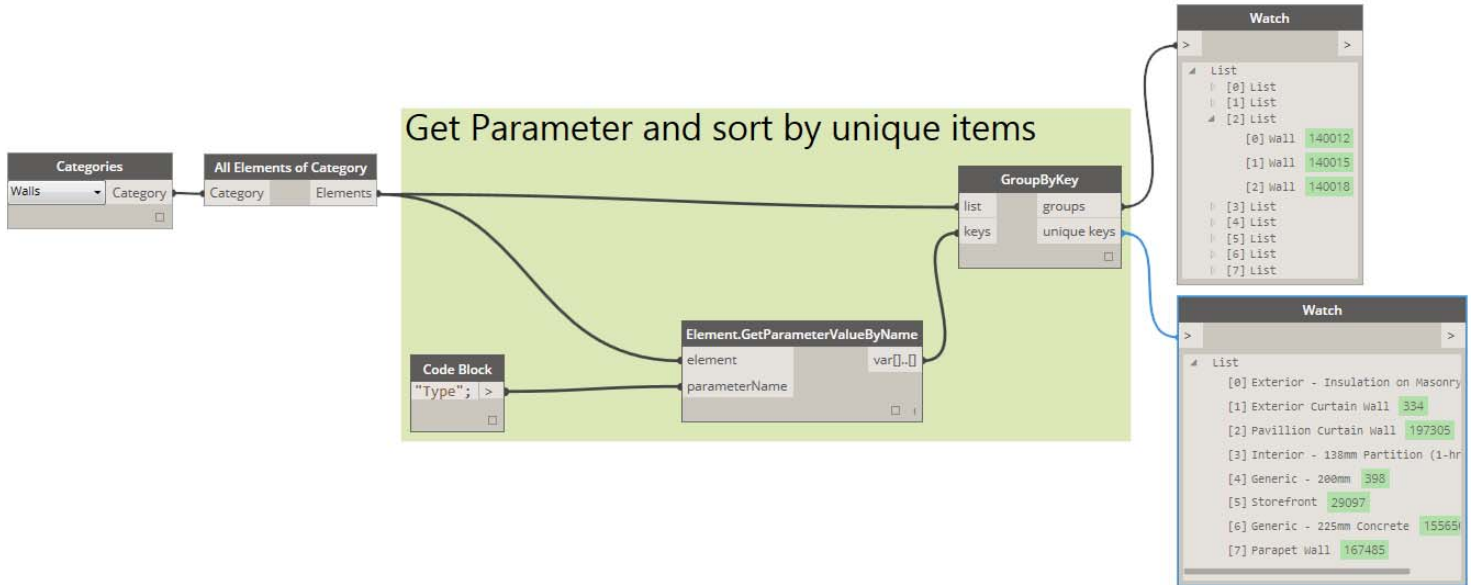 Get Parameter and sort by unique items
Categories
Walls
Category
All Elements of Category
Category
Elements
Code Block
"Type";
>
Element.GetParameterValueByName
element
var[]..[]
parameterName
GroupByKey
list
groups
keys
unique keys
Watch
>
>
List
[0] List
[1] List
[2] List
[0] Wall 140012
[1] Wall 140015
[2] Wall 140018
[3] List
[4] List
[5] List
[6] List
[7] List
Watch
>
>
List
[0] Exterior - Insulation on Masonry
[1] Exterior Curtain Wall 334
[2] Pavillion Curtain Wall 197305
[3] Interior - 138mm Partition (1-hr
[4] Generic - 200mm 398
[5] Storefront 29097
[6] Generic - 225mm Concrete 15565
[7] Parapet Wall 167485